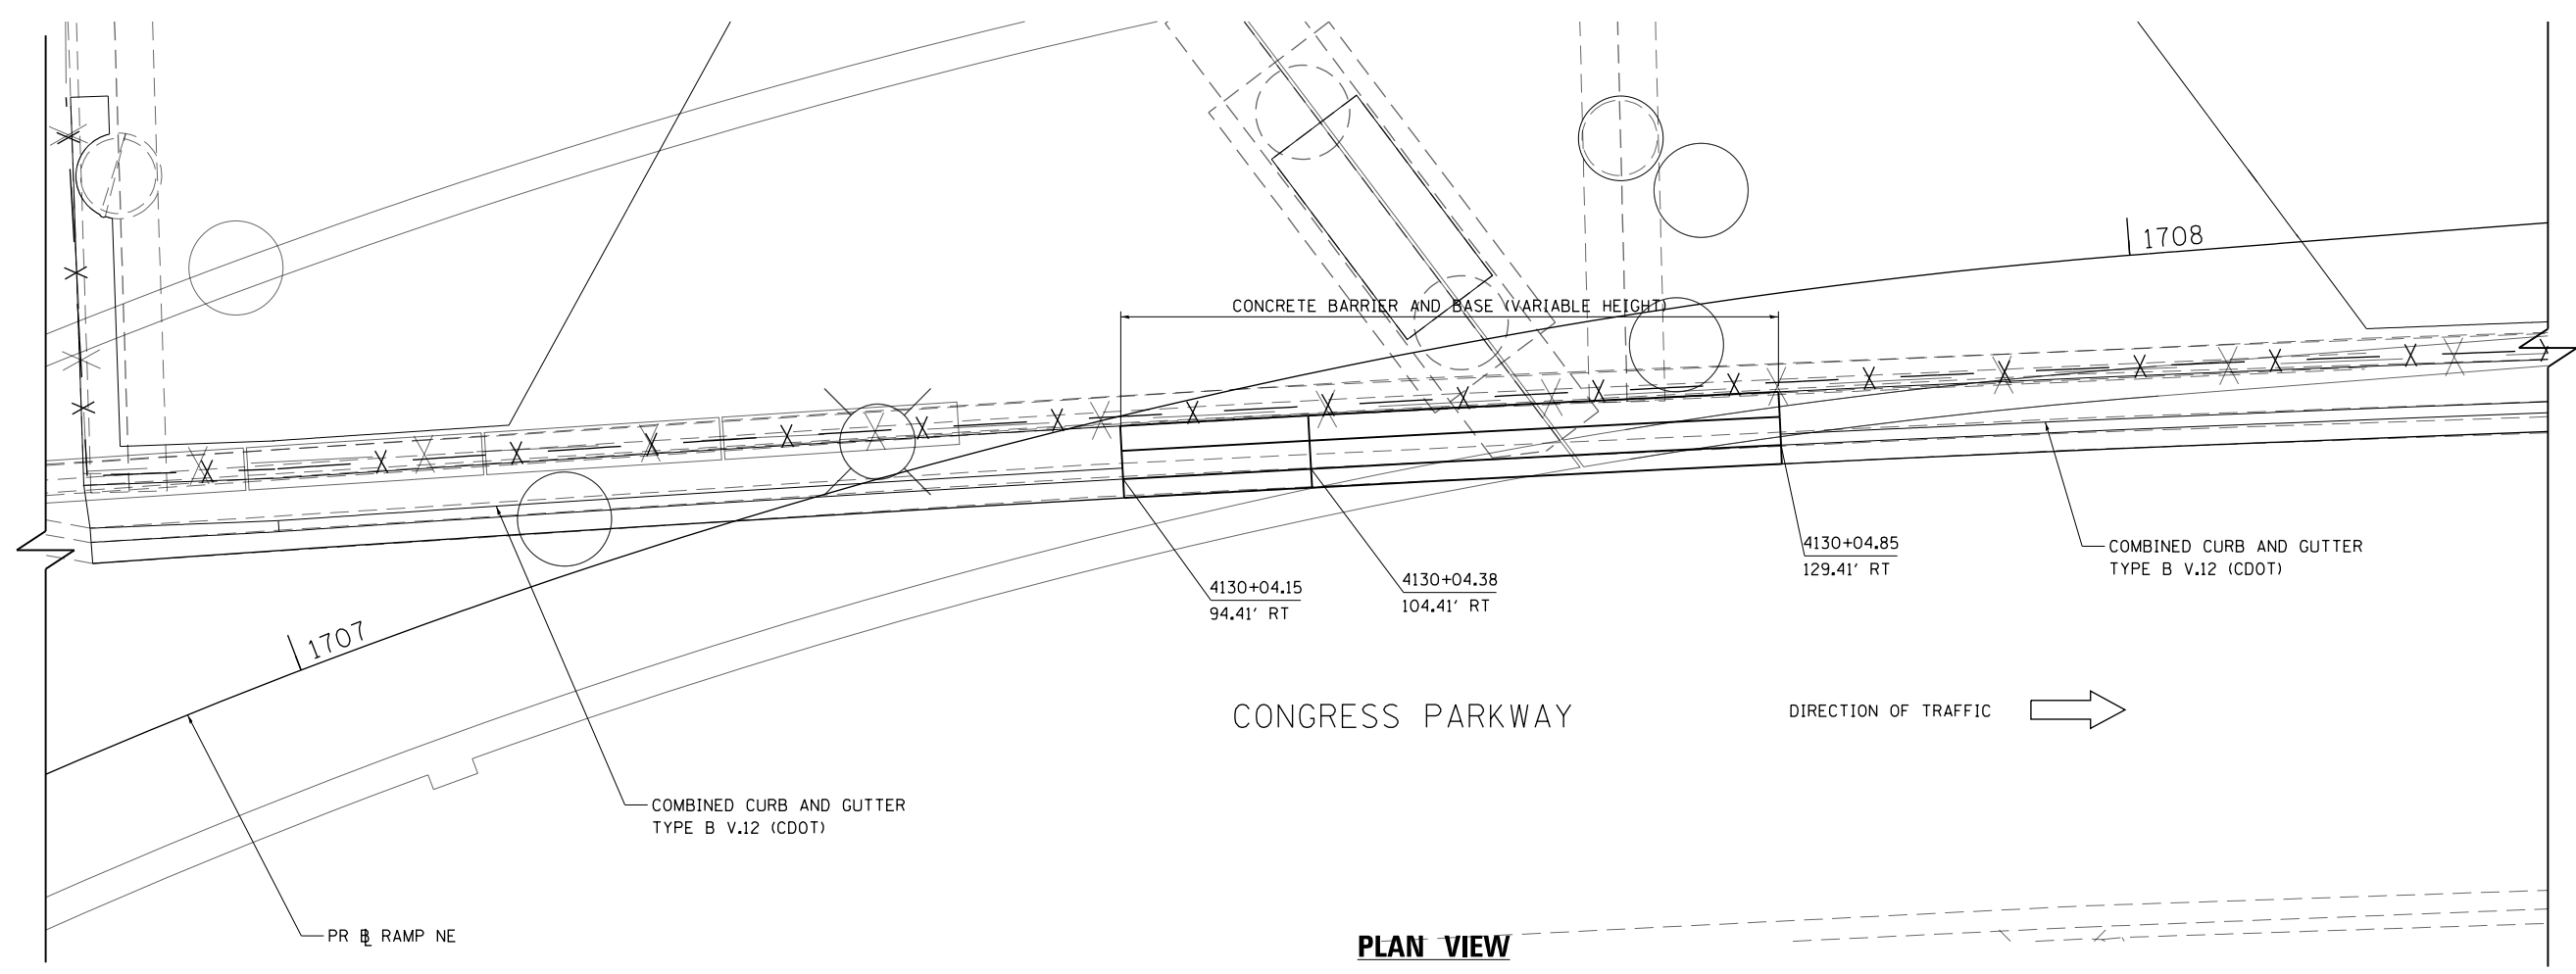 1708
CONCRETE BARRIER AND BASE (VARIABLE HEIGHT)
1707
4130+04.15
94.41' RT
4130+04.38
104.41' RT
4130+04.85
129.41' RT
COMBINED CURB AND GUTTER
TYPE B V.12 (CDOT)
CONGRESS PARKWAY
DIRECTION OF TRAFFIC
COMBINED CURB AND GUTTER
TYPE B V.12 (CDOT)
PR ⅊ RAMP NE
PLAN VIEW